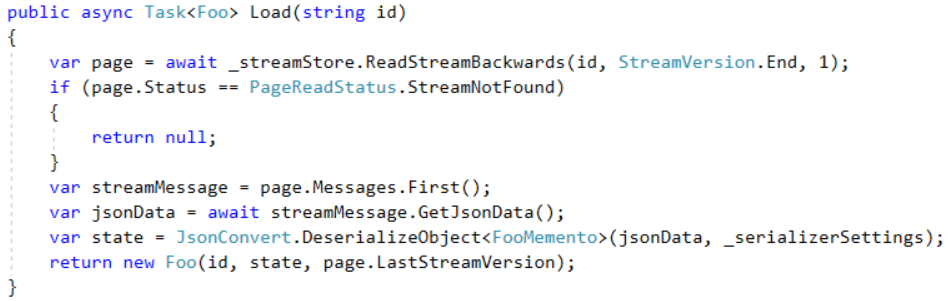 public async Task<Foo> Load(string id)
{
    var page = await _streamStore.ReadStreamBackwards(id, StreamVersion.End, 1);
    if (page.Status == PageReadStatus.StreamNotFound)
    {
        return null;
    }
    var streamMessage = page.Messages.First();
    var jsonData = await streamMessage.GetJsonData();
    var state = JsonConvert.DeserializeObject<FooMemento>(jsonData, _serializerSettings);
    return new Foo(id, state, page.LastStreamVersion);
}